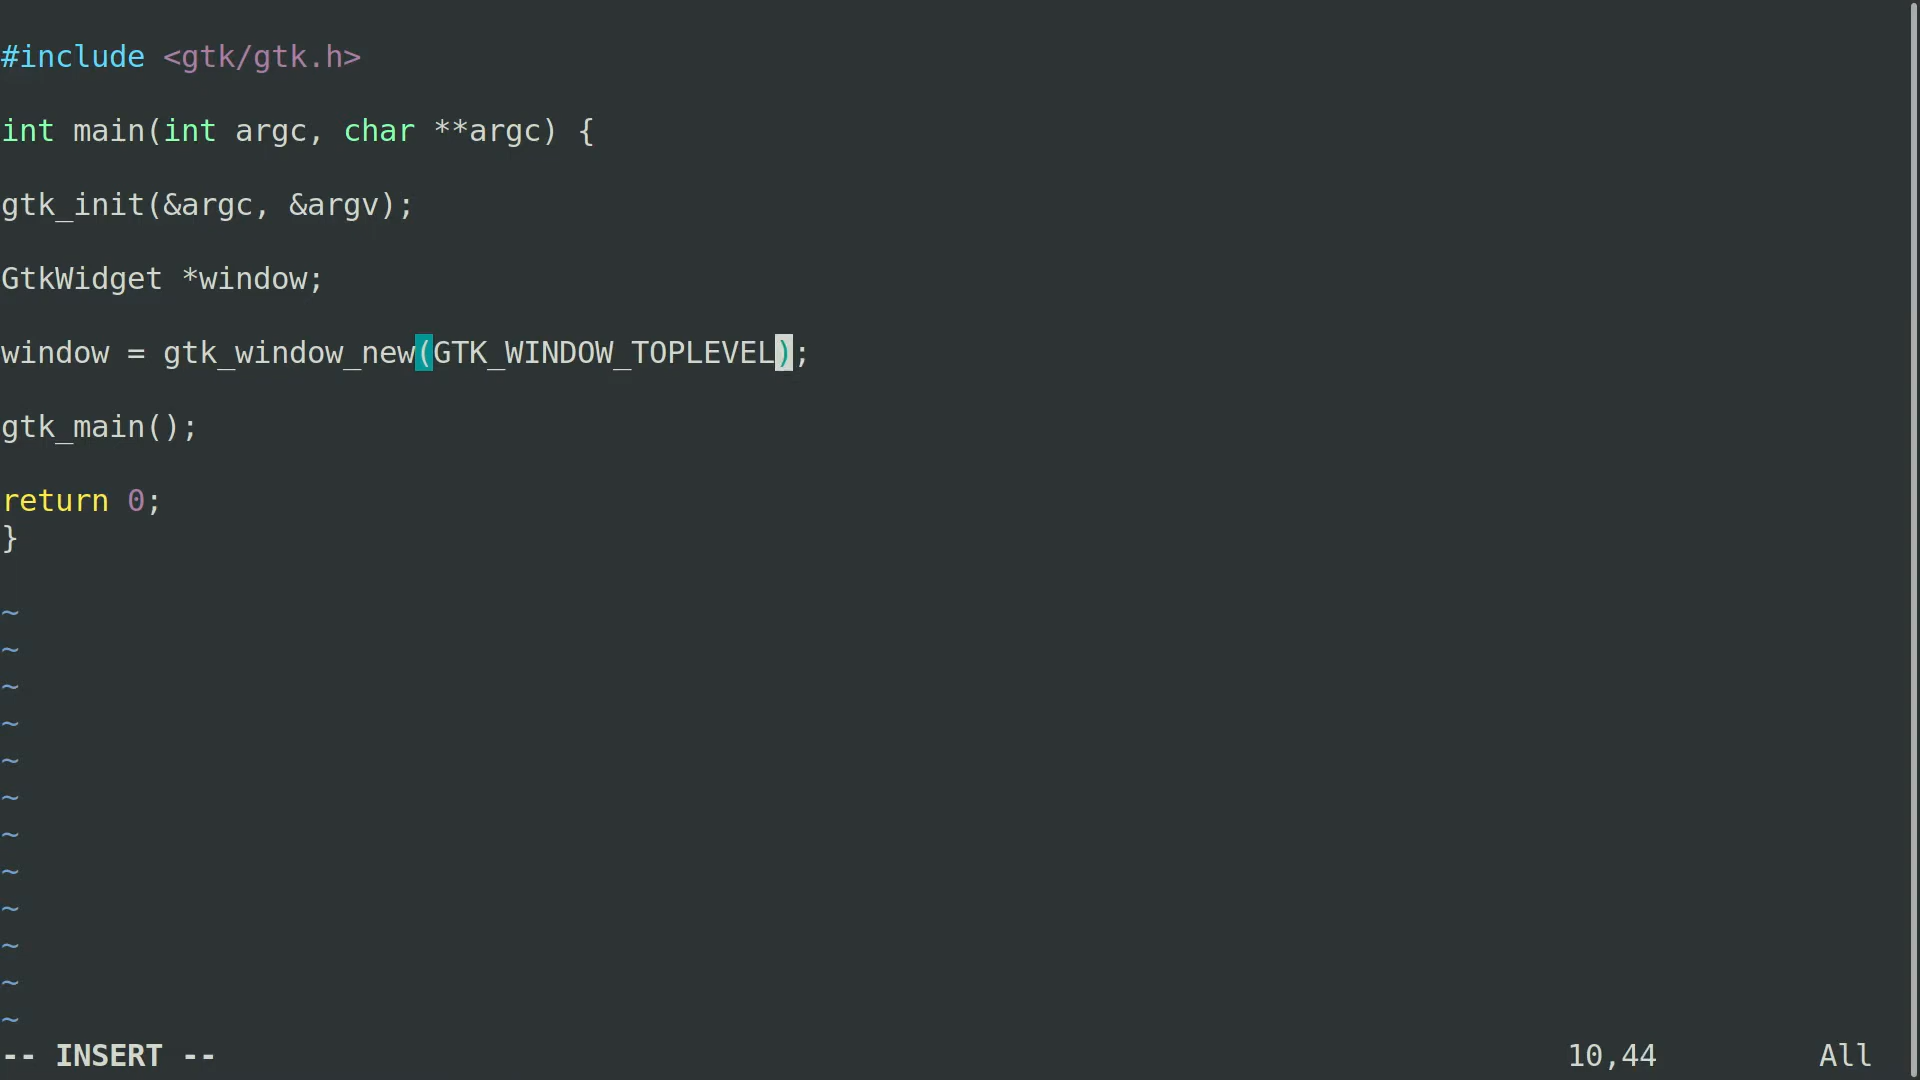 #include <gtk/gtk.h>
int main(int argc, char **argc) {
gtk_init(&argc, &argv);
GtkWidget *window;
window = gtk_window_new(GTK_WINDOW_TOPLEVEL);
gtk_main();
return 0;
}
~
~
~
~
~
~
~
~
~
~
~
~
-- INSERT -- 10,44 All